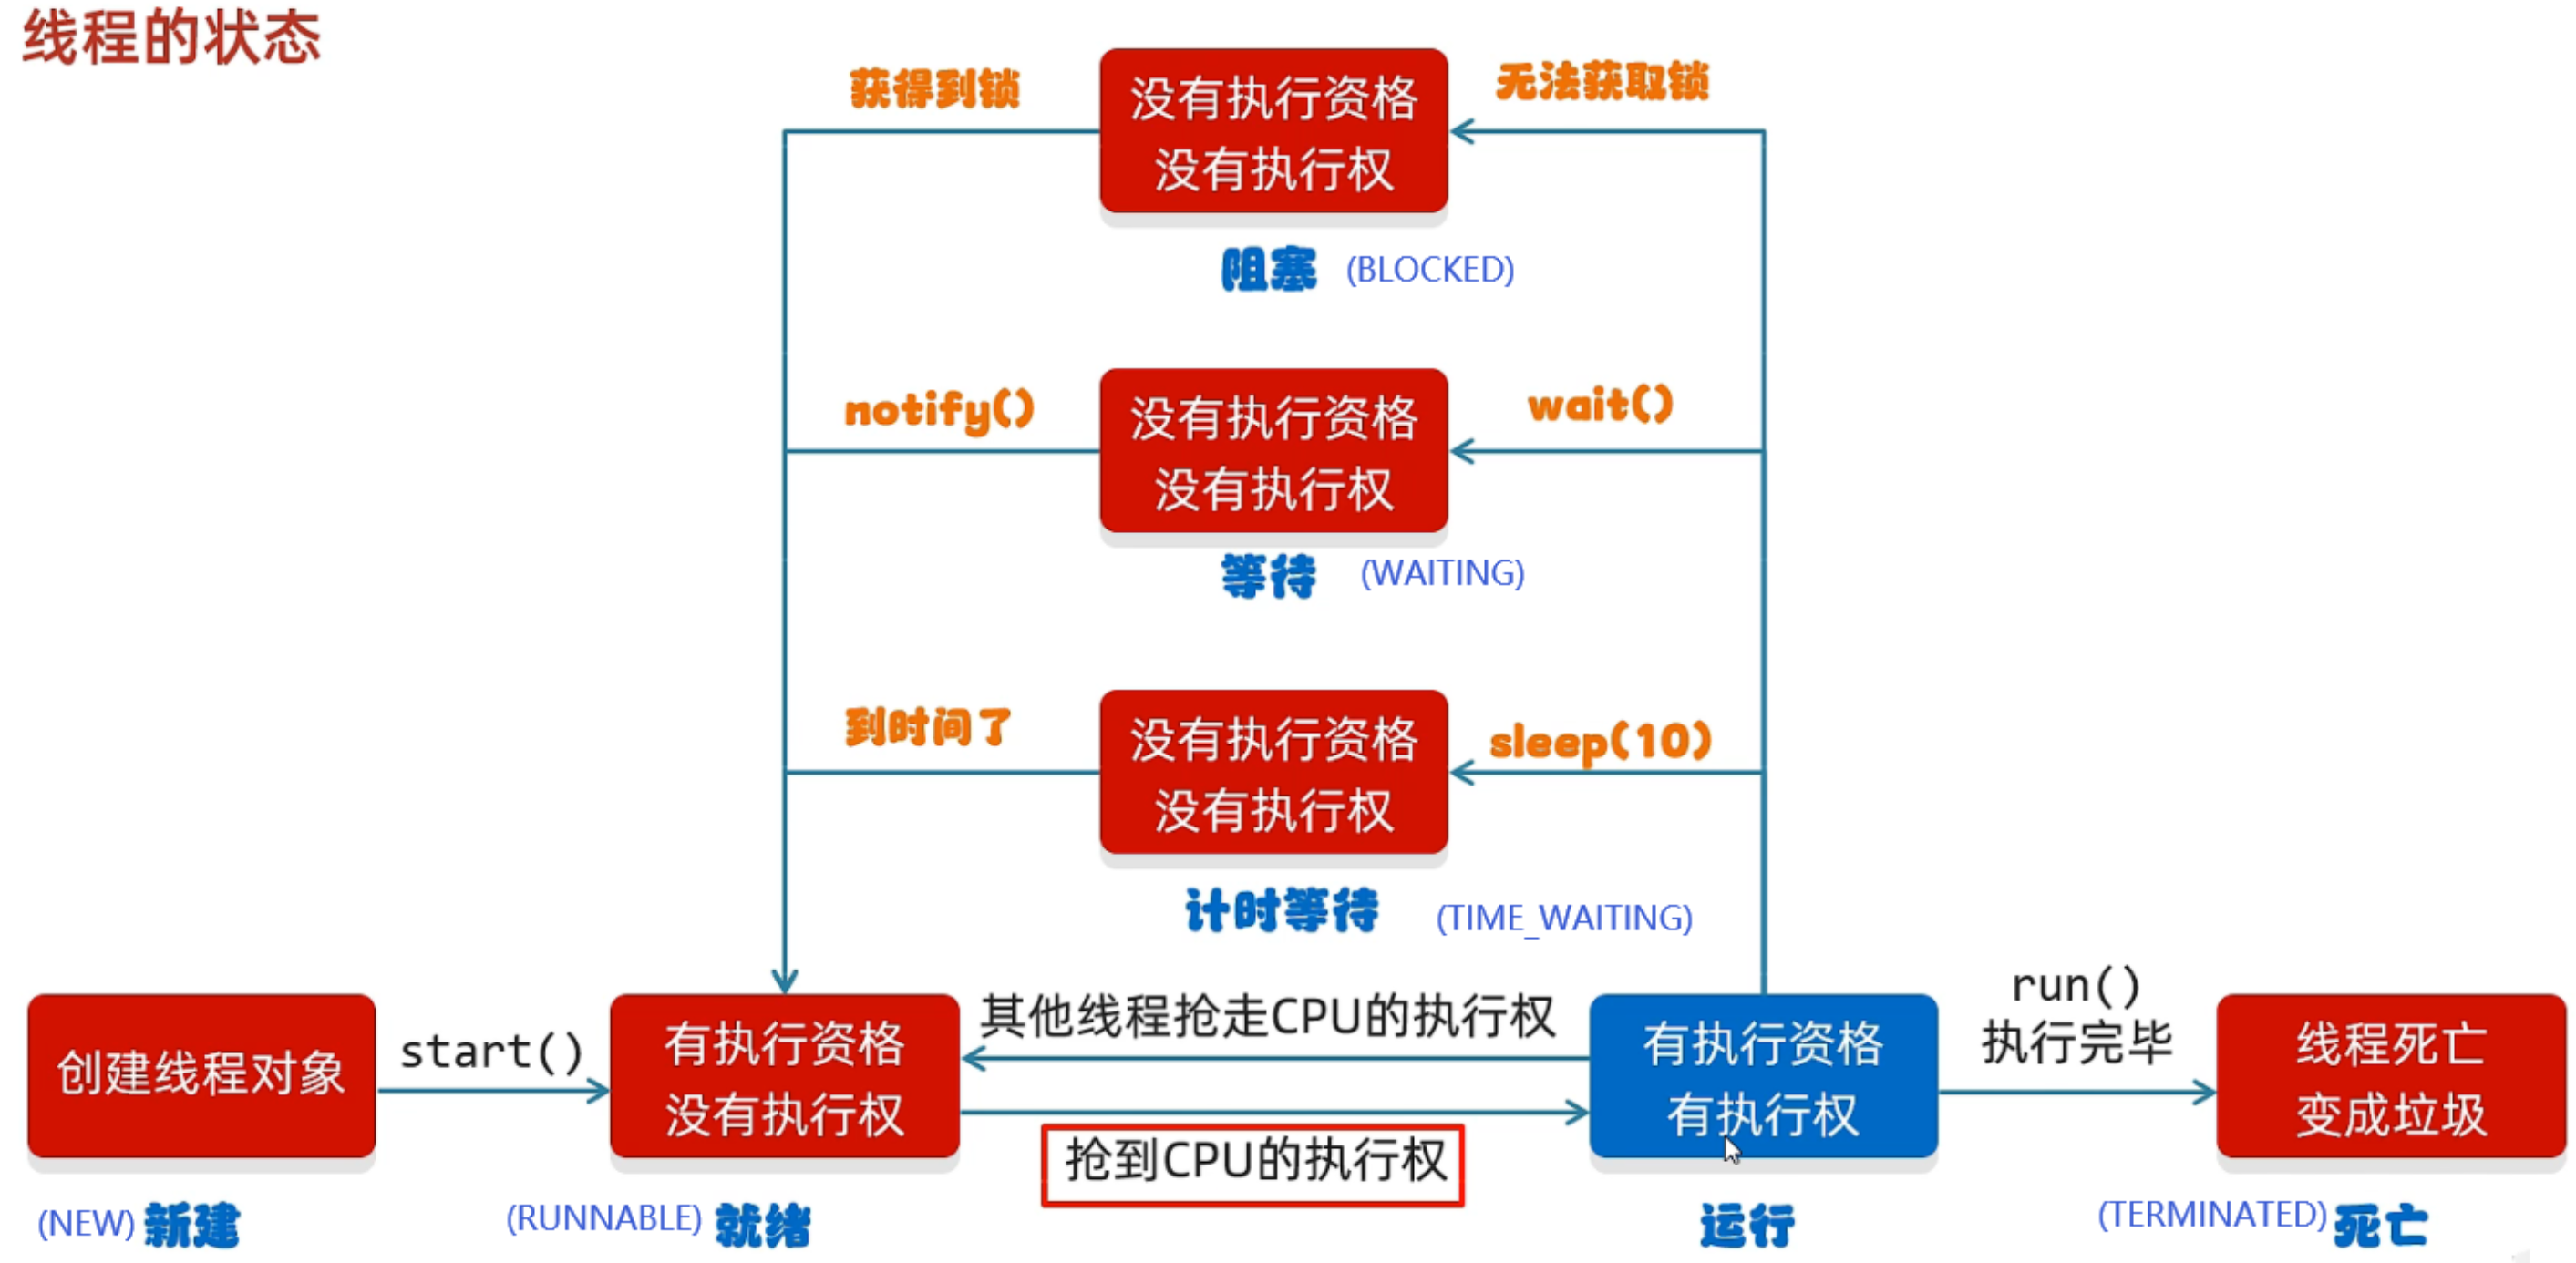 线程的状态
获得到锁
没有执行资格
没有执行权
无法获取锁
阻塞 (BLOCKED)
notify()
没有执行资格
没有执行权
wait()
等待 (WAITING)
到时间了
没有执行资格
没有执行权
sleep(10)
计时等待 (TIME_WAITING)
创建线程对象
start()
有执行资格
没有执行权
其他线程抢走CPU的执行权
抢到CPU的执行权
有执行资格
有执行权
run()
执行完毕
线程死亡
变成垃圾
(NEW) 新建
(RUNNABLE) 就绪
运行
(TERMINATED) 死亡